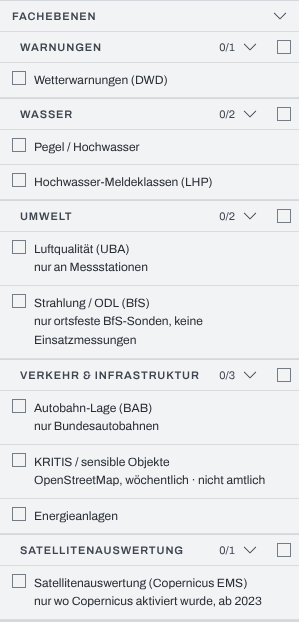 FACHEBENEN
WARNUNGEN 0/1
Wetterwarnungen (DWD)
WASSER 0/2
Pegel / Hochwasser
Hochwasser-Meldeklassen (LHP)
UMWELT 0/2
Luftqualität (UBA)
nur an Messstationen
Strahlung / ODL (BfS)
nur ortsfeste BfS-Sonden, keine
Einsatzmessungen
VERKEHR & INFRASTRUKTUR 0/3
Autobahn-Lage (BAB)
nur Bundesautobahnen
KRITIS / sensible Objekte
OpenStreetMap, wöchentlich · nicht amtlich
Energieanlagen
SATELLITENAUSWERTUNG 0/1
Satellitenauswertung (Copernicus EMS)
nur wo Copernicus aktiviert wurde, ab 2023